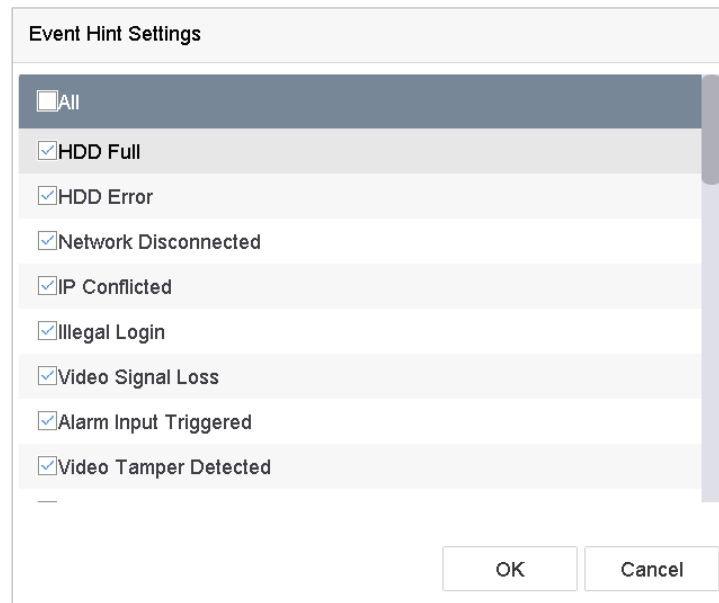 Event Hint Settings
All
HDD Full
HDD Error
Network Disconnected
IP Conflicted
Illegal Login
Video Signal Loss
Alarm Input Triggered
Video Tamper Detected
OK Cancel